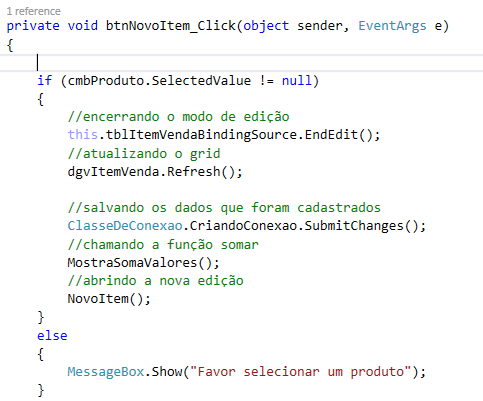 1 reference
private void btnNovoItem_Click(object sender, EventArgs e)
{
if (cmbProduto.SelectedValue != null)
{
//encerrando o modo de edição
this.tblItemVendaBindingSource.EndEdit();
//atualizando o grid
dgvItemVenda.Refresh();
//salvando os dados que foram cadastrados
ClasseDeConexao.CriandoConexao.SubmitChanges();
//chamando a função somar
MostraSomaValores();
//abrindo a nova edição
NovoItem();
}
else
{
MessageBox.Show("Favor selecionar um produto");
}